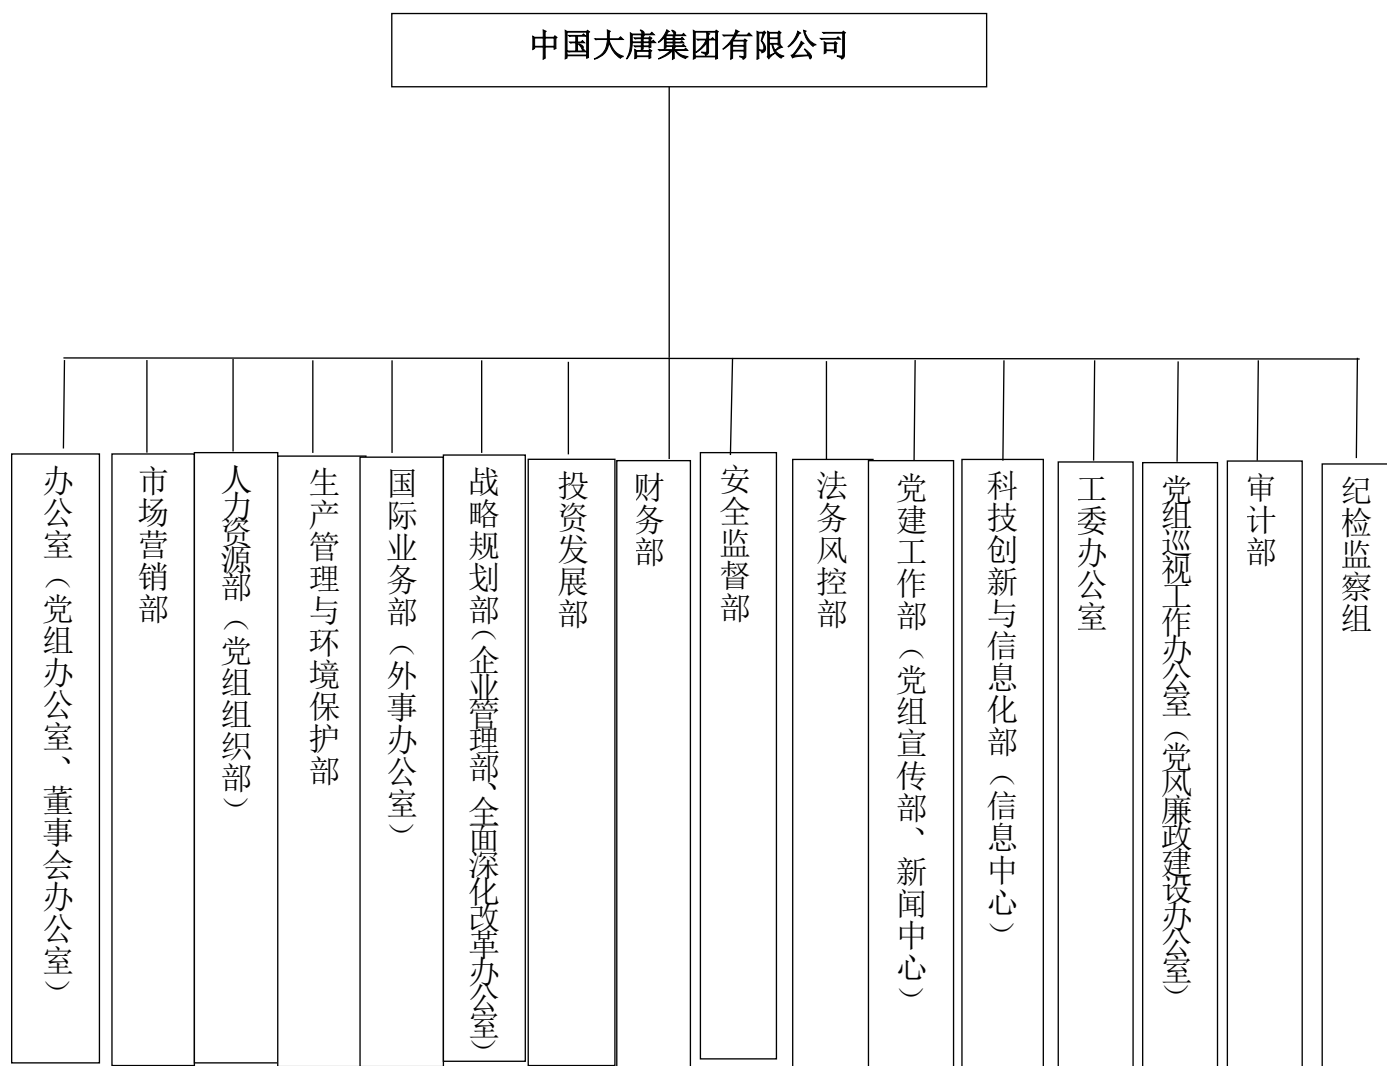 中国大唐集团有限公司
办公室（党组办公室、董事会办公室）
市场营销部
人力资源部（党组组织部）
生产管理与环境保护部
国际业务部（外事办公室）
战略规划部（企业管理部、全面深化改革办公室）
投资发展部
财务部
安全监督部
法务风控部
党建工作部（党组宣传部、新闻中心）
科技创新与信息化部（信息中心）
工委办公室
党组巡视工作办公室（党风廉政建设办公室）
审计部
纪检监察组